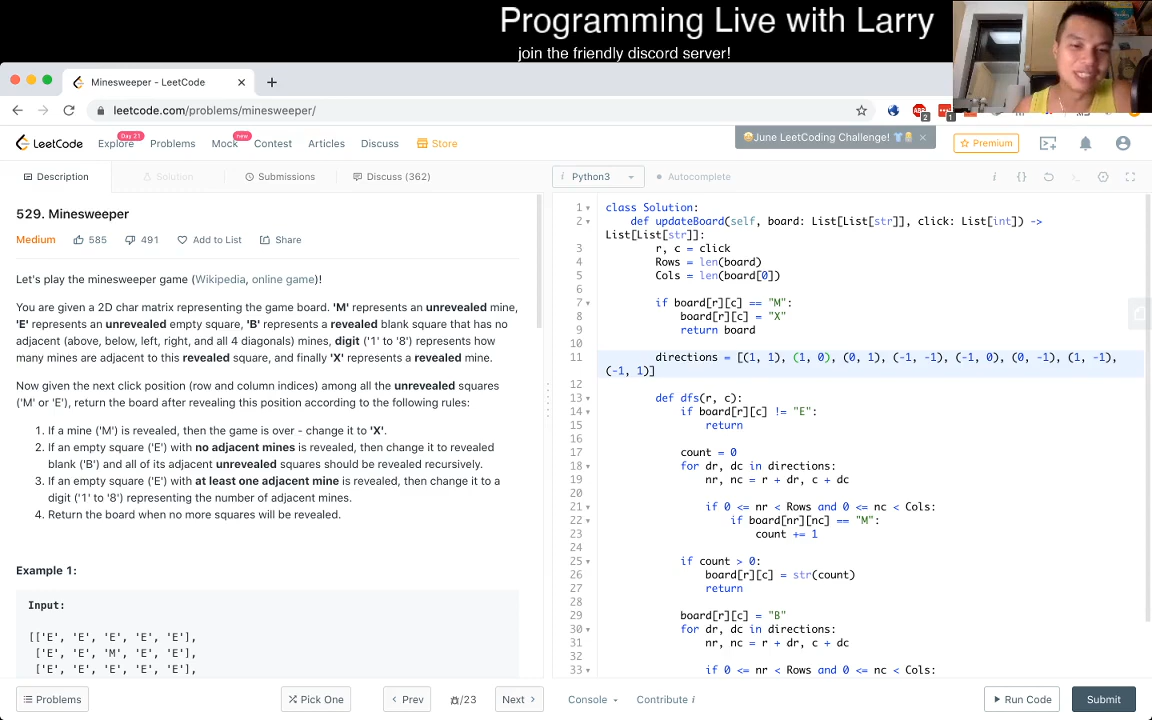 Programming Live with Larry
join the friendly discord server!
Minesweeper - LeetCode
leetcode.com/problems/minesweeper/
2
1
LeetCode
Explore
Day 21
Problems
Mock
new
Contest
Articles
Discuss
Store
June LeetCoding Challenge!
Premium
Description
Solution
Submissions
Discuss (362)
Python3
Autocomplete
529. Minesweeper
Medium
585
491
Add to List
Share
Let's play the minesweeper game (Wikipedia, online game)!
You are given a 2D char matrix representing the game board. 'M' represents an unrevealed mine,
'E' represents an unrevealed empty square, 'B' represents a revealed blank square that has no
adjacent (above, below, left, right, and all 4 diagonals) mines, digit ('1' to '8') represents
how many mines are adjacent to this revealed square, and finally 'X' represents a revealed mine.
Now given the next click position (row and column indices) among all the unrevealed squares
('M' or 'E'), return the board after revealing this position according to the following rules:
1. If a mine ('M') is revealed, then the game is over - change it to 'X'.
2. If an empty square ('E') with no adjacent mines is revealed, then change it to revealed
blank ('B') and all of its adjacent unrevealed squares should be revealed recursively.
3. If an empty square ('E') with at least one adjacent mine is revealed, then change it to a
digit ('1' to '8') representing the number of adjacent mines.
4. Return the board when no more squares will be revealed.
Example 1:
Input:
[['E', 'E', 'E', 'E', 'E'],
['E', 'E', 'M', 'E', 'E'],
['E', 'E', 'E', 'E', 'E'],
1 class Solution:
2 def updateBoard(self, board: List[List[str]], click: List[int]) ->
List[List[str]]:
3 r, c = click
4 Rows = len(board)
5 Cols = len(board[0])
6
7 if board[r][c] == "M":
8 board[r][c] = "X"
9 return board
10
11 directions = [(1, 1), (1, 0), (0, 1), (-1, -1), (-1, 0), (0, -1), (1, -1),
(-1, 1)]
12
13 def dfs(r, c):
14 if board[r][c] != "E":
15 return
16
17 count = 0
18 for dr, dc in directions:
19 nr, nc = r + dr, c + dc
20
21 if 0 <= nr < Rows and 0 <= nc < Cols:
22 if board[nr][nc] == "M":
23 count += 1
24
25 if count > 0:
26 board[r][c] = str(count)
27 return
28
29 board[r][c] = "B"
30 for dr, dc in directions:
31 nr, nc = r + dr, c + dc
32
33 if 0 <= nr < Rows and 0 <= nc < Cols:
Problems
Pick One
Prev
/23
Next
Console
Contribute i
Run Code
Submit